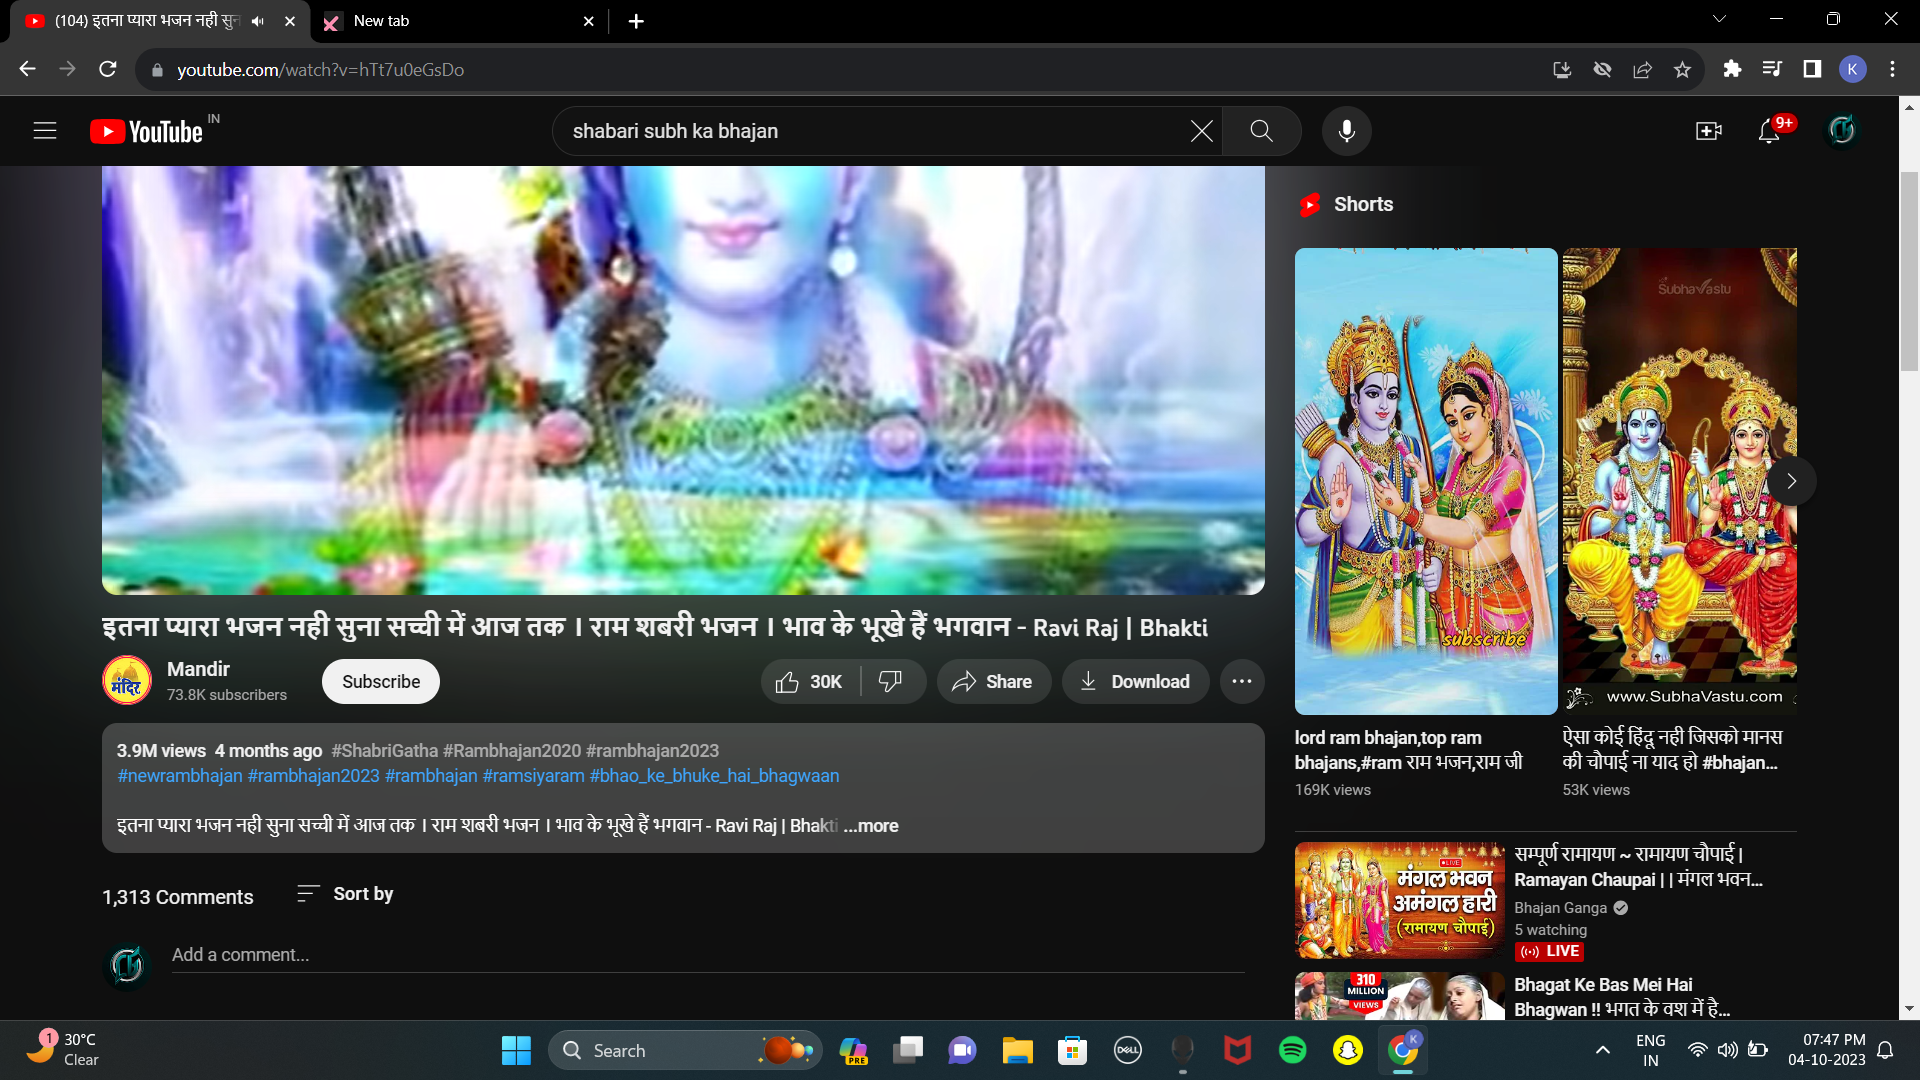 (104) इतना प्यारा भजन नही सुन
New tab
youtube.com/watch?v=hTt7u0eGsDo
K
YouTube IN
shabari subh ka bhajan
9+
Shorts
SubhaVastu
subscribe
www.SubhaVastu.com
इतना प्यारा भजन नही सुना सच्ची में आज तक । राम शबरी भजन । भाव के भूखे हैं भगवान - Ravi Raj | Bhakti
मंदिर
Mandir
73.8K subscribers
Subscribe
30K
Share
Download
lord ram bhajan,top ram
bhajans,#ram राम भजन,राम जी
169K views
ऐसा कोई हिंदू नही जिसको मानस
की चौपाई ना याद हो #bhajan...
53K views
3.9M views 4 months ago #ShabriGatha #Rambhajan2020 #rambhajan2023
#newrambhajan #rambhajan2023 #rambhajan #ramsiyaram #bhao_ke_bhuke_hai_bhagwaan
इतना प्यारा भजन नही सुना सच्ची में आज तक । राम शबरी भजन । भाव के भूखे हैं भगवान - Ravi Raj | Bhakti ...more
1,313 Comments
Sort by
Add a comment...
LIVE
मंगल भवन
अमंगल हारी
(रामायण चौपाई)
सम्पूर्ण रामायण ~ रामायण चौपाई |
Ramayan Chaupai | | मंगल भवन...
Bhajan Ganga
5 watching
LIVE
310
MILLION
VIEWS
Bhagat Ke Bas Mei Hai
Bhagwan !! भगत के वश में है...
1
30°C
Clear
Search
PRE
DELL
K
ENG
IN
07:47 PM
04-10-2023